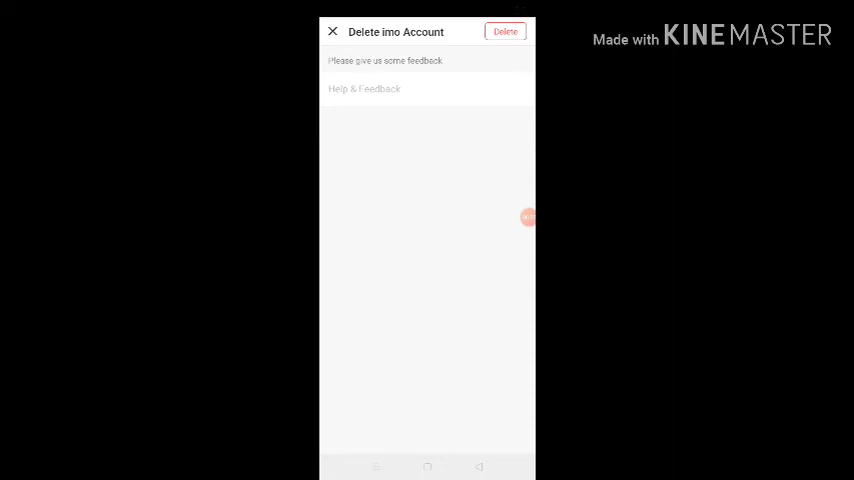 Delete imo Account
Delete
Made with KINEMASTER
Please give us some feedback
Help & Feedback